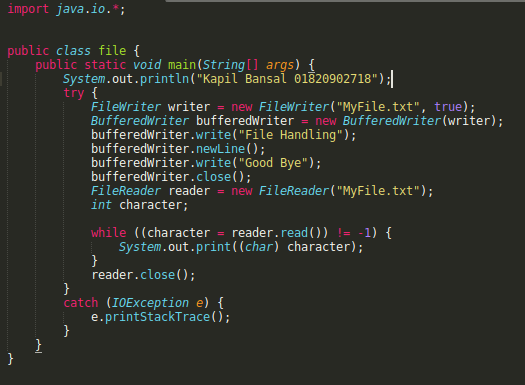 import java.io.*;
public class file {
public static void main(String[] args) {
System.out.println("Kapil Bansal 01820902718");
try {
FileWriter writer = new FileWriter("MyFile.txt", true);
BufferedWriter bufferedWriter = new BufferedWriter(writer);
bufferedWriter.write("File Handling");
bufferedWriter.newLine();
bufferedWriter.write("Good Bye");
bufferedWriter.close();
FileReader reader = new FileReader("MyFile.txt");
int character;
while ((character = reader.read()) != -1) {
System.out.print((char) character);
}
reader.close();
}
catch (IOException e) {
e.printStackTrace();
}
}
}